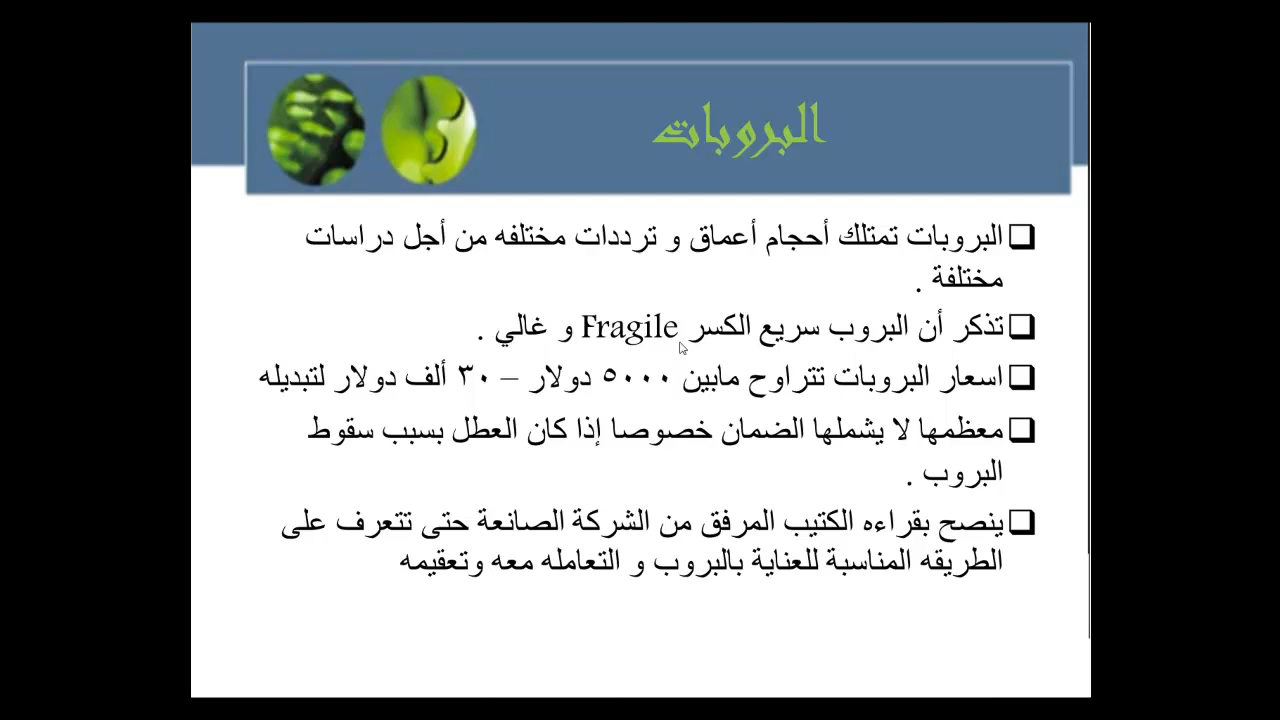 البروبات
البروبات تمتلك أحجام أعماق و ترددات مختلفه من أجل دراسات
مختلفة .
تذكر أن البروب سريع الكسر Fragile و غالي .
اسعار البروبات تتراوح مابين ٥٠٠٠ دولار – ٣٠ ألف دولار لتبديله
معظمها لا يشملها الضمان خصوصا إذا كان العطل بسبب سقوط
البروب .
ينصح بقراءه الكتيب المرفق من الشركة الصانعة حتى تتعرف على
الطريقه المناسبة للعناية بالبروب و التعامله معه وتعقيمه